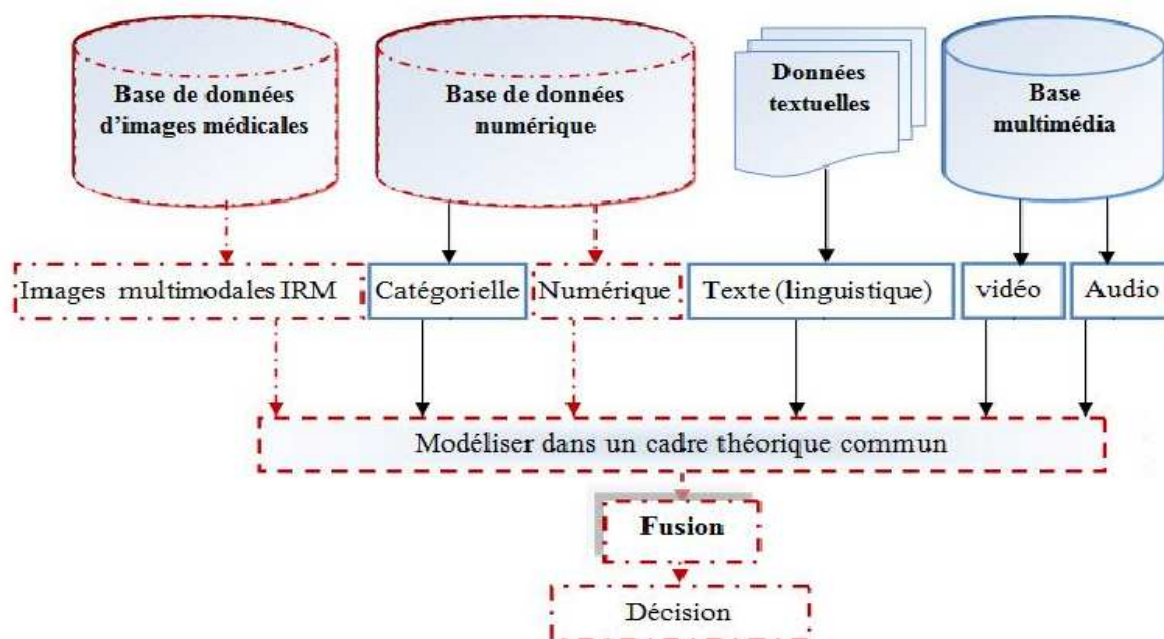 Base de données
d'images médicales
Base de données
numérique
Données
textuelles
Base
multimédia
Images multimodales IRM
Catégorielle
Numérique
Texte (linguistique)
vidéo
Audio
Modéliser dans un cadre théorique commun
Fusion
Décision